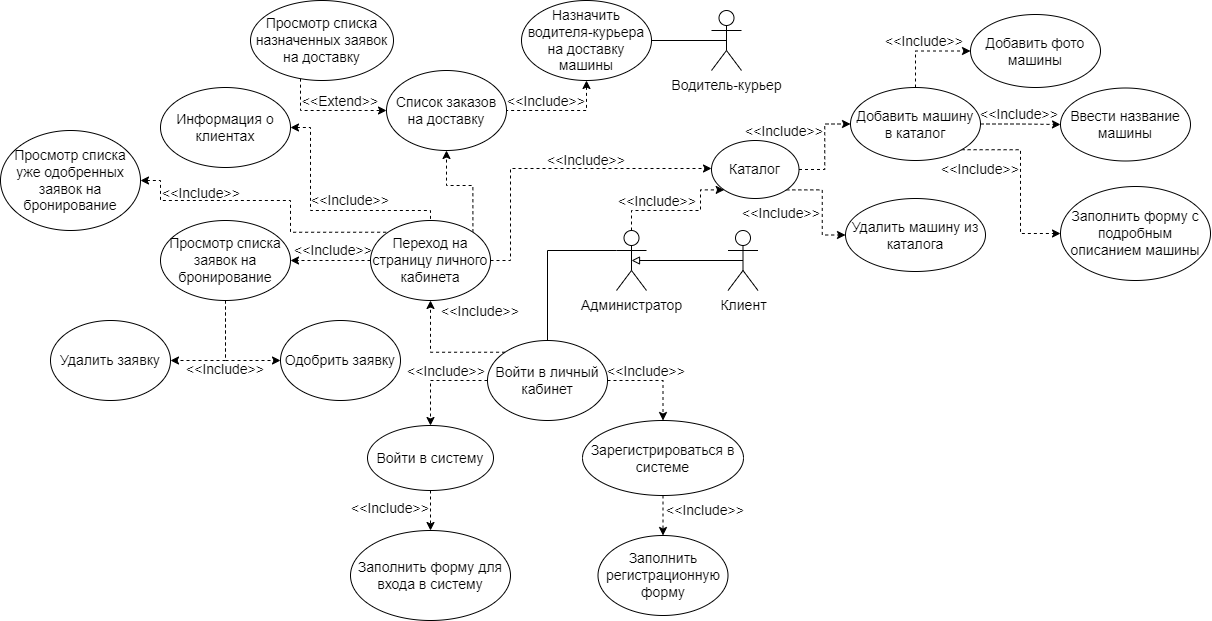 Просмотр списка
назначенных заявок
на доставку
Назначить
водителя-курьера
на доставку
машины
Водитель-курьер
<<Include>>
Добавить фото
машины
<<Extend>>
Список заказов
на доставку
<<Include>>
Информация о
клиентах
Добавить машину
в каталог
<<Include>>
Ввести название
машины
<<Include>>
Просмотр списка
уже одобренных
заявок на
бронирование
<<Include>>
<<Include>>
<<Include>>
Каталог
<<Include>>
<<Include>>
<<Include>>
<<Include>>
Удалить машину из
каталога
Заполнить форму с
подробным
описанием машины
Просмотр списка
заявок на
бронирование
<<Include>>
Переход на
страницу личного
кабинета
Администратор
Клиент
<<Include>>
Удалить заявку
<<Include>>
Одобрить заявку
<<Include>>
Войти в личный
кабинет
<<Include>>
Войти в систему
Зарегистрироваться в
системе
<<Include>>
<<Include>>
Заполнить форму для
входа в систему
Заполнить
регистрационную
форму